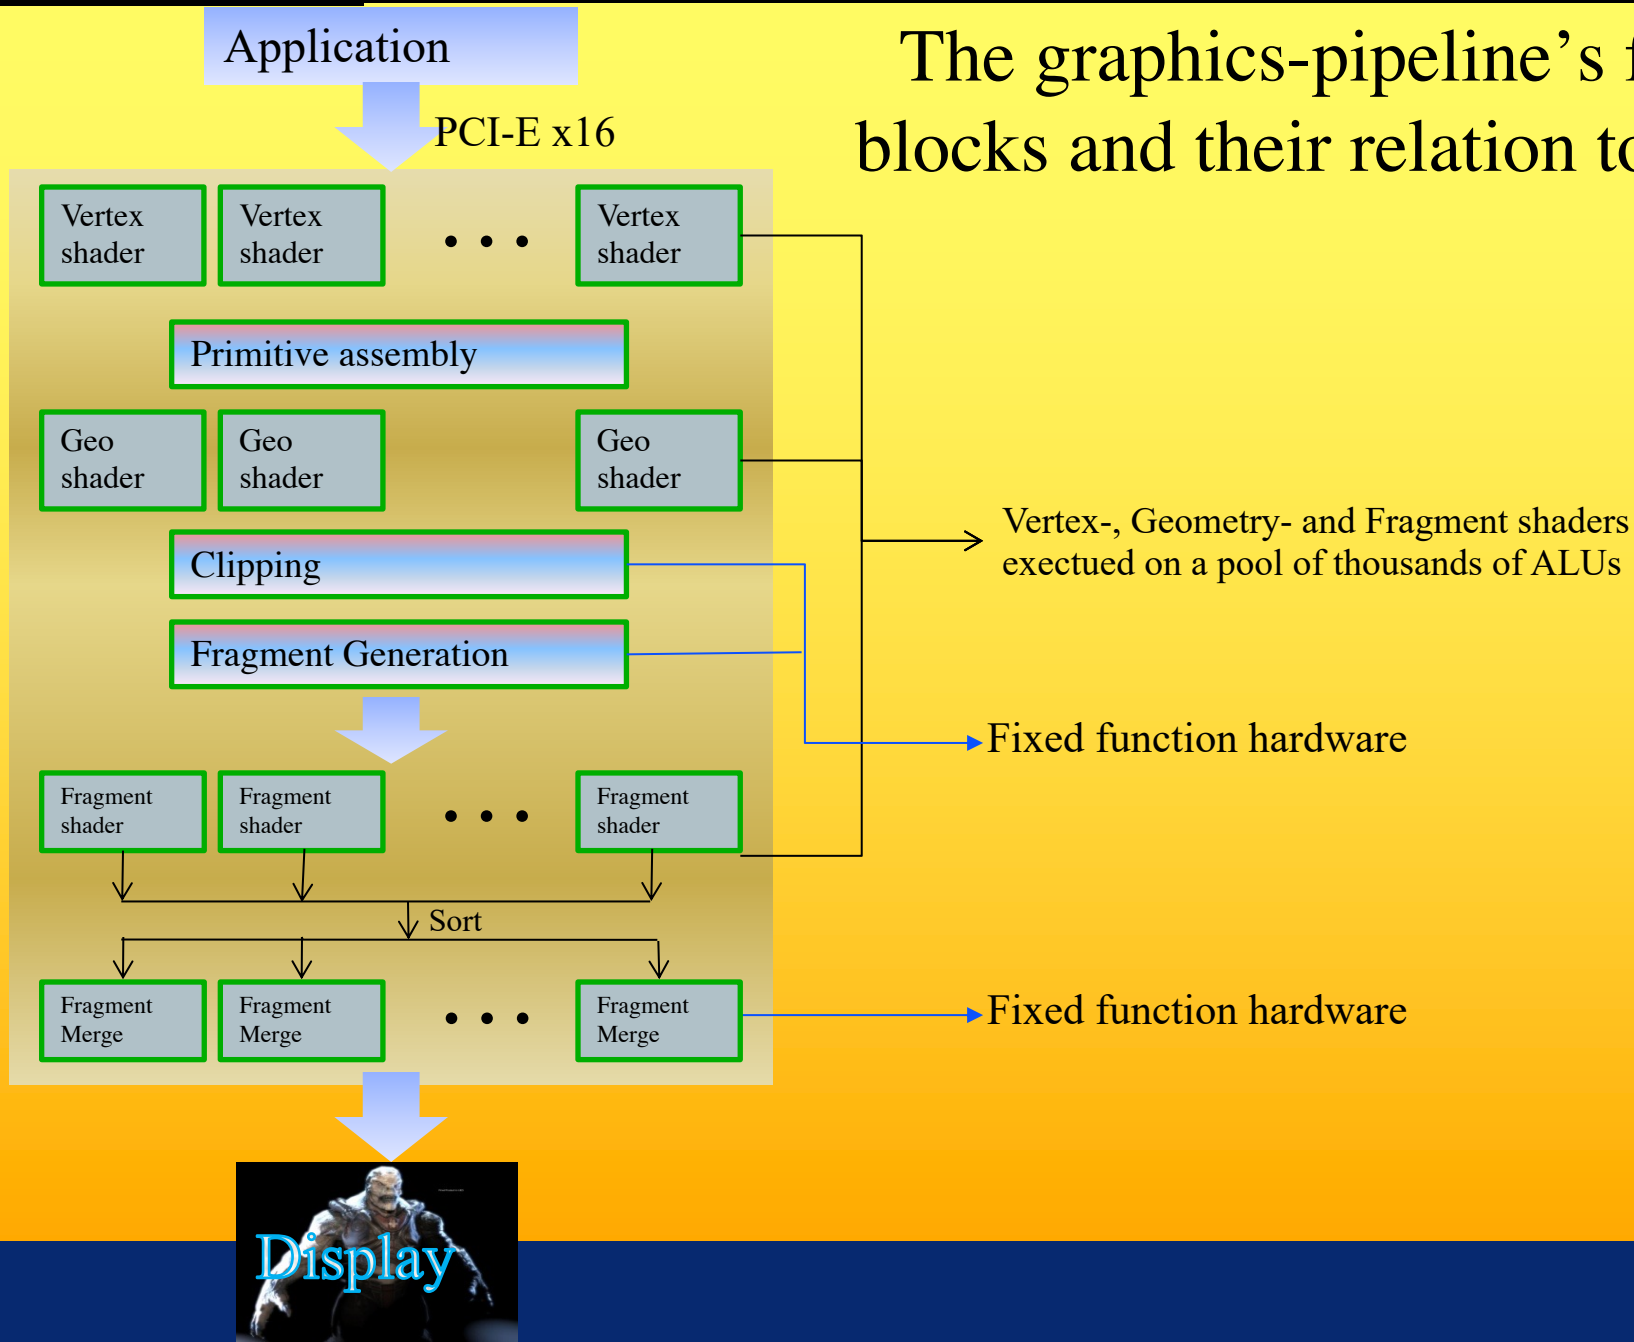 The graphics-pipeline’s f
blocks and their relation to
Application
PCI-E x16
Vertex
shader
Vertex
shader
• • •
Vertex
shader
Primitive assembly
Geo
shader
Geo
shader
Geo
shader
Clipping
Fragment Generation
Vertex-, Geometry- and Fragment shaders
exectued on a pool of thousands of ALUs
Fixed function hardware
Fragment
shader
Fragment
shader
• • •
Fragment
shader
Sort
Fragment
Merge
Fragment
Merge
• • •
Fragment
Merge
Fixed function hardware
Display